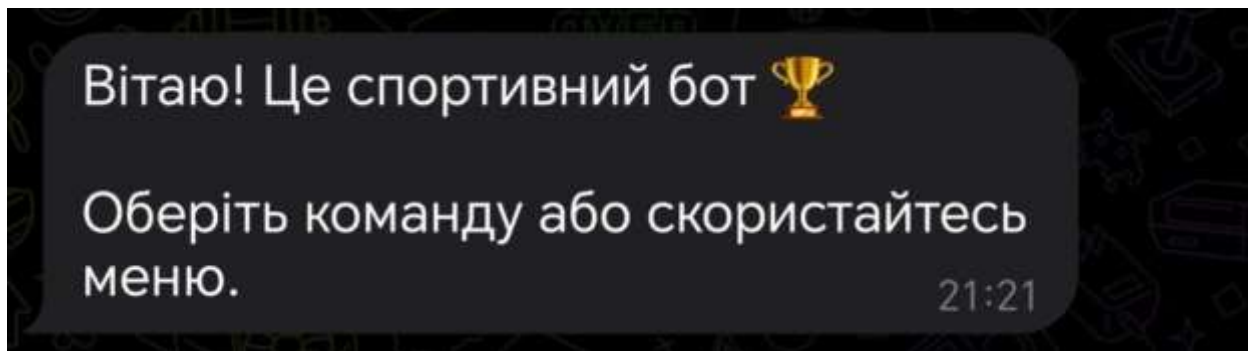 Вітаю! Це спортивний бот 🏆
Оберіть команду або скористайтесь
меню.
21:21